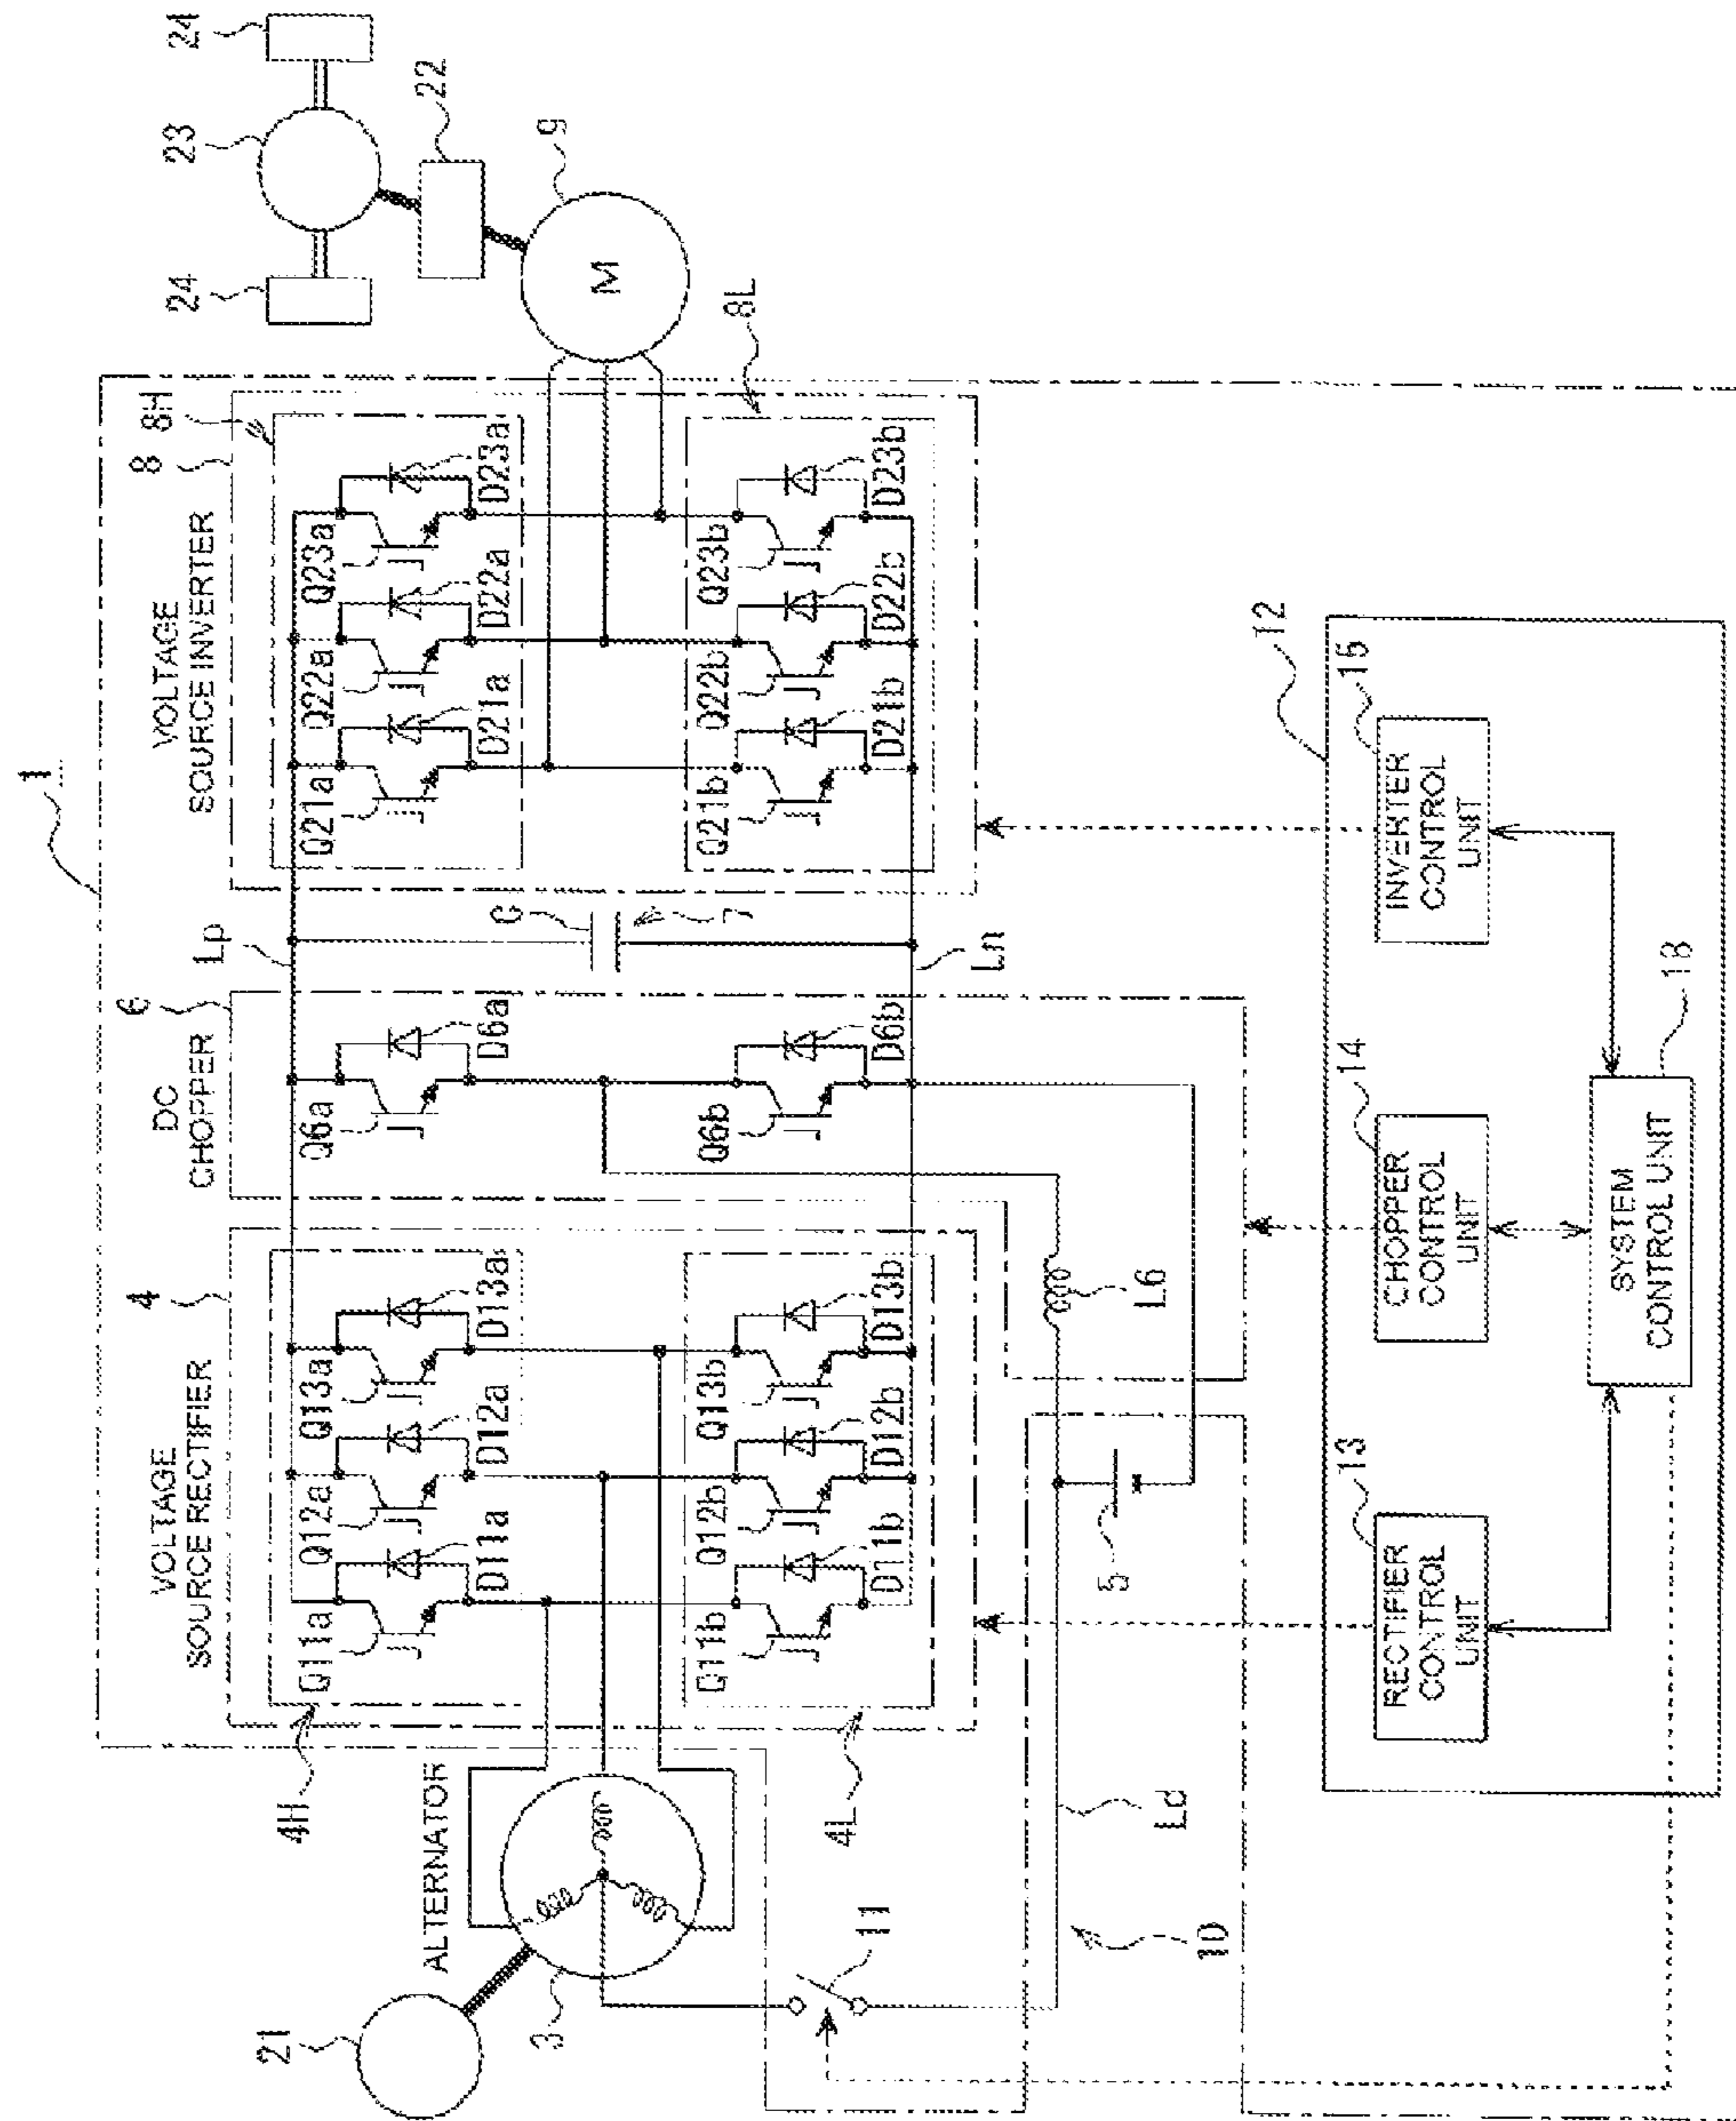 1
VOLTAGE
SOURCE RECTIFIER
4
DC
CHOPPER
6
Lp
VOLTAGE
SOURCE INVERTER
8
8H
21
ALTERNATOR
3
4H
Q11a
Q12a
Q13a
D11a
D12a
D13a
Q6a
D6a
C
7
Q21a
Q22a
Q23a
D21a
D22a
D23a
24
23
24
22
9
M
4L
Q11b
Q12b
Q13b
D11b
D12b
D13b
Q6b
D6b
Ln
Q21b
Q22b
Q23b
D21b
D22b
D23b
8L
11
10
Ld
5
L6
12
13
RECTIFIER
CONTROL
UNIT
14
CHOPPER
CONTROL
UNIT
15
INVERTER
CONTROL
UNIT
SYSTEM
CONTROL UNIT
18